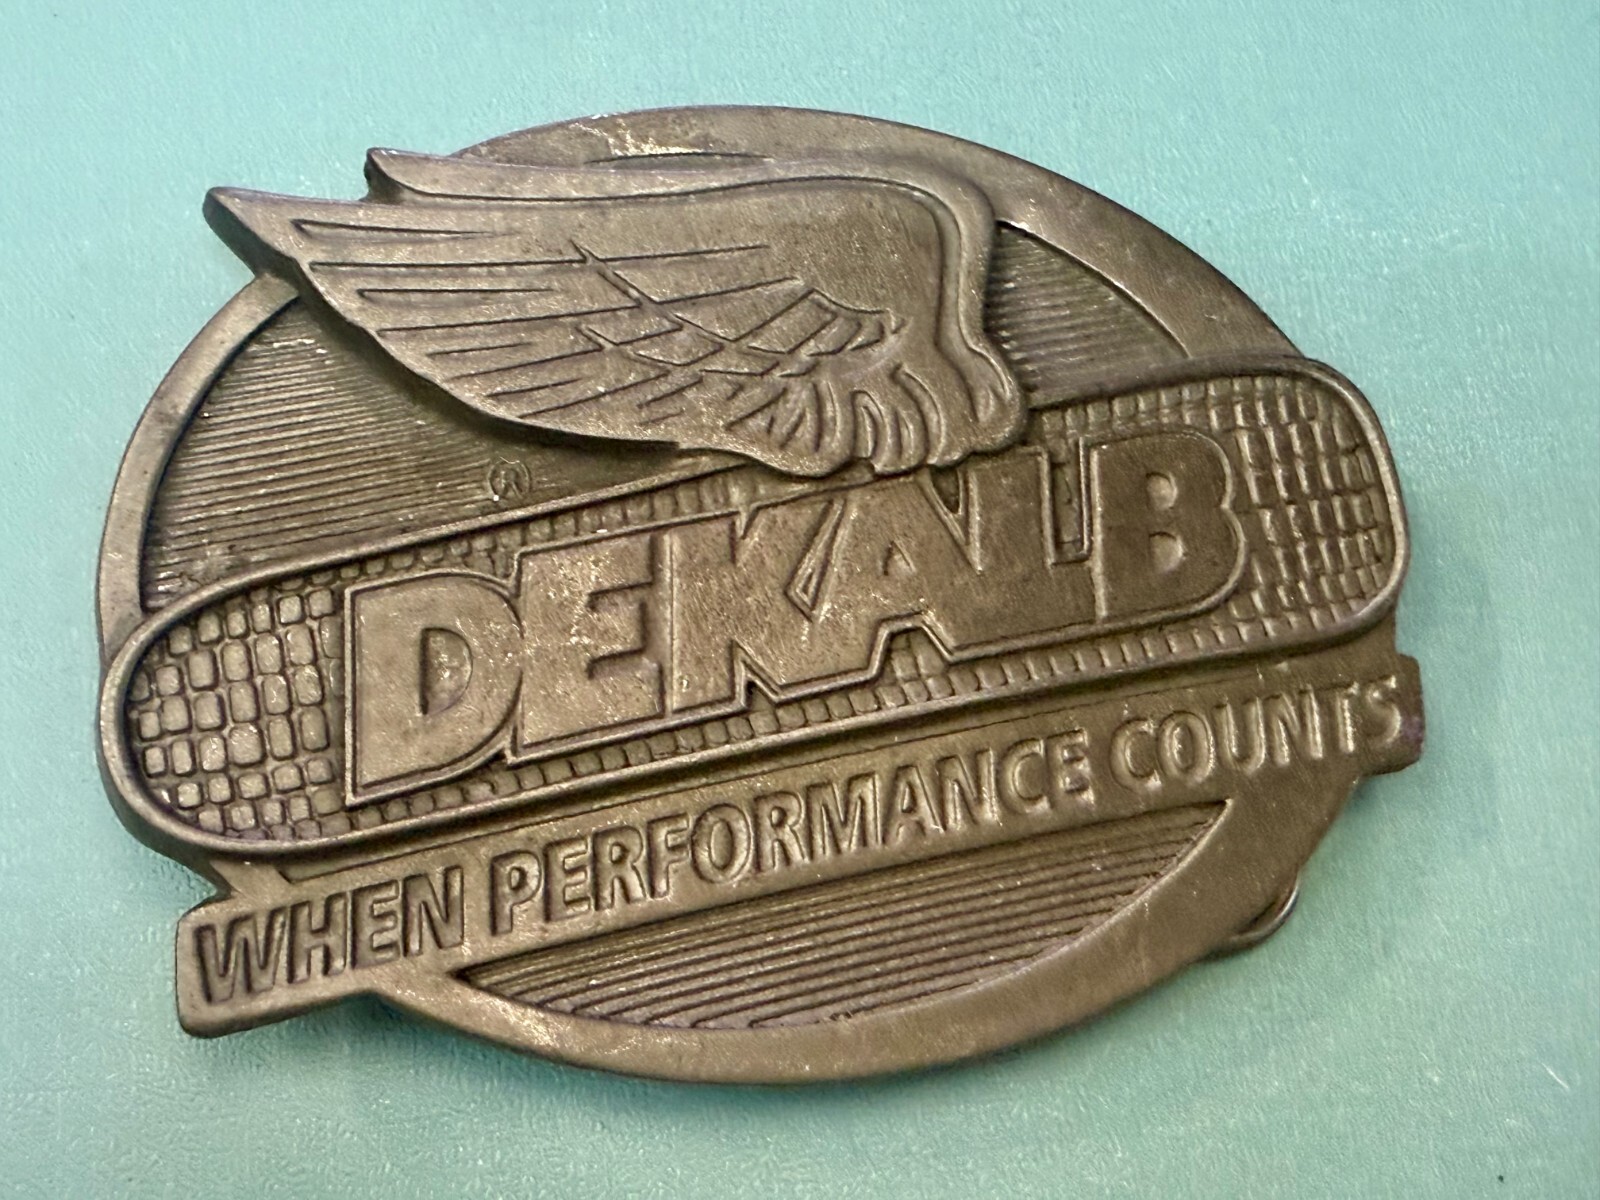 ®
DEKALB
WHEN PERFORMANCE COUNTS